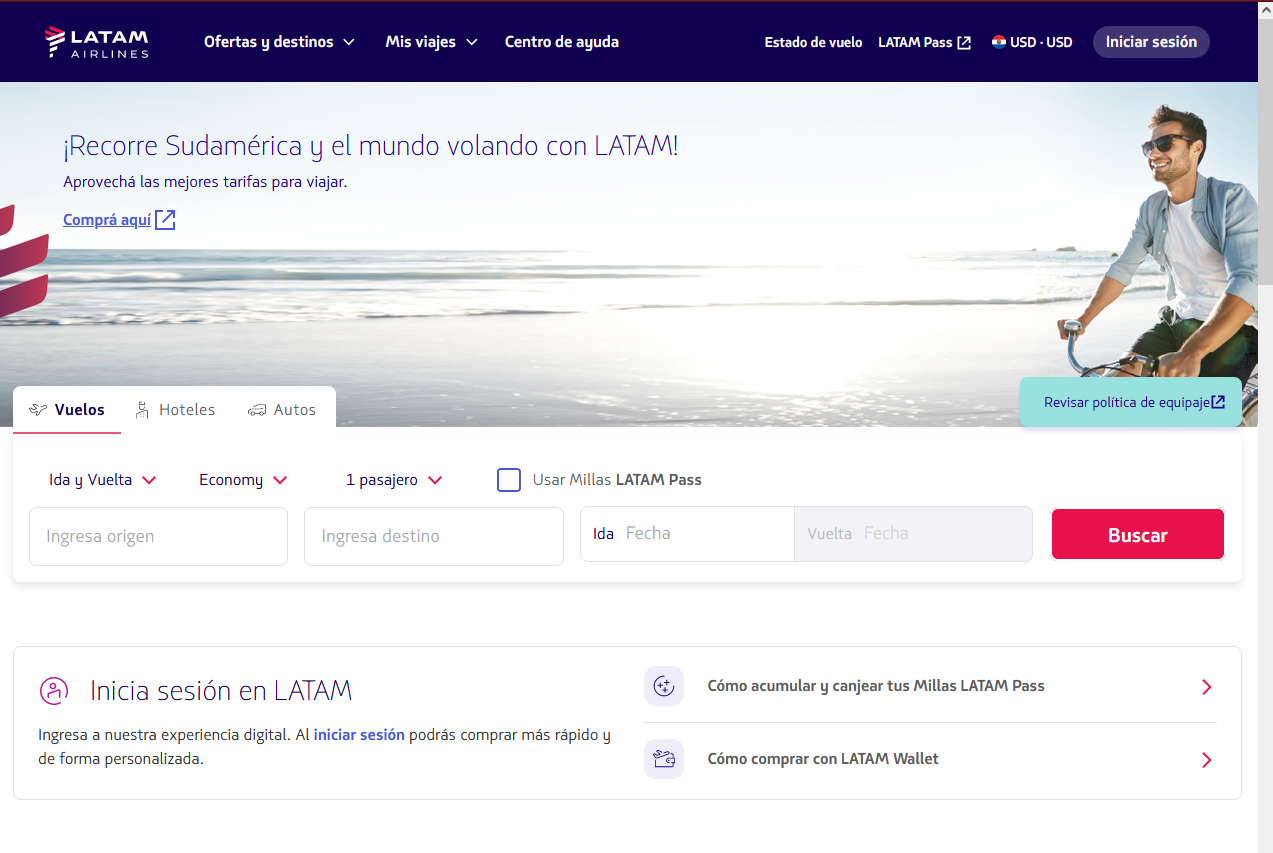 LATAM
AIRLINES
Ofertas y destinos
Mis viajes
Centro de ayuda
Estado de vuelo
LATAM Pass
USD · USD
Iniciar sesión
¡Recorre Sudamérica y el mundo volando con LATAM!
Aprovechá las mejores tarifas para viajar.
Comprá aquí
Revisar política de equipaje
Vuelos
Hoteles
Autos
Ida y Vuelta
Economy
1 pasajero
Usar Millas LATAM Pass
Ingresa origen
Ingresa destino
Ida Fecha
Vuelta Fecha
Buscar
Inicia sesión en LATAM
Ingresa a nuestra experiencia digital. Al iniciar sesión podrás comprar más rápido y
de forma personalizada.
Cómo acumular y canjear tus Millas LATAM Pass
Cómo comprar con LATAM Wallet